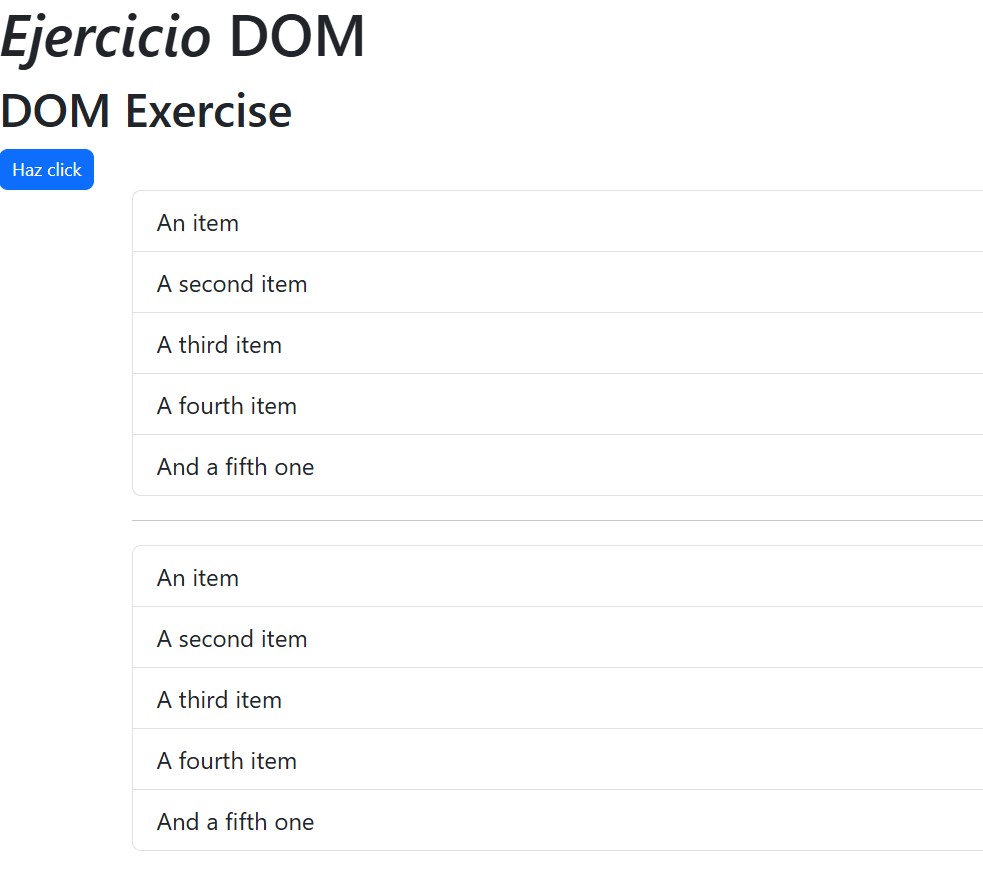 Ejercicio DOM
DOM Exercise
Haz click
An item
A second item
A third item
A fourth item
And a fifth one
An item
A second item
A third item
A fourth item
And a fifth one